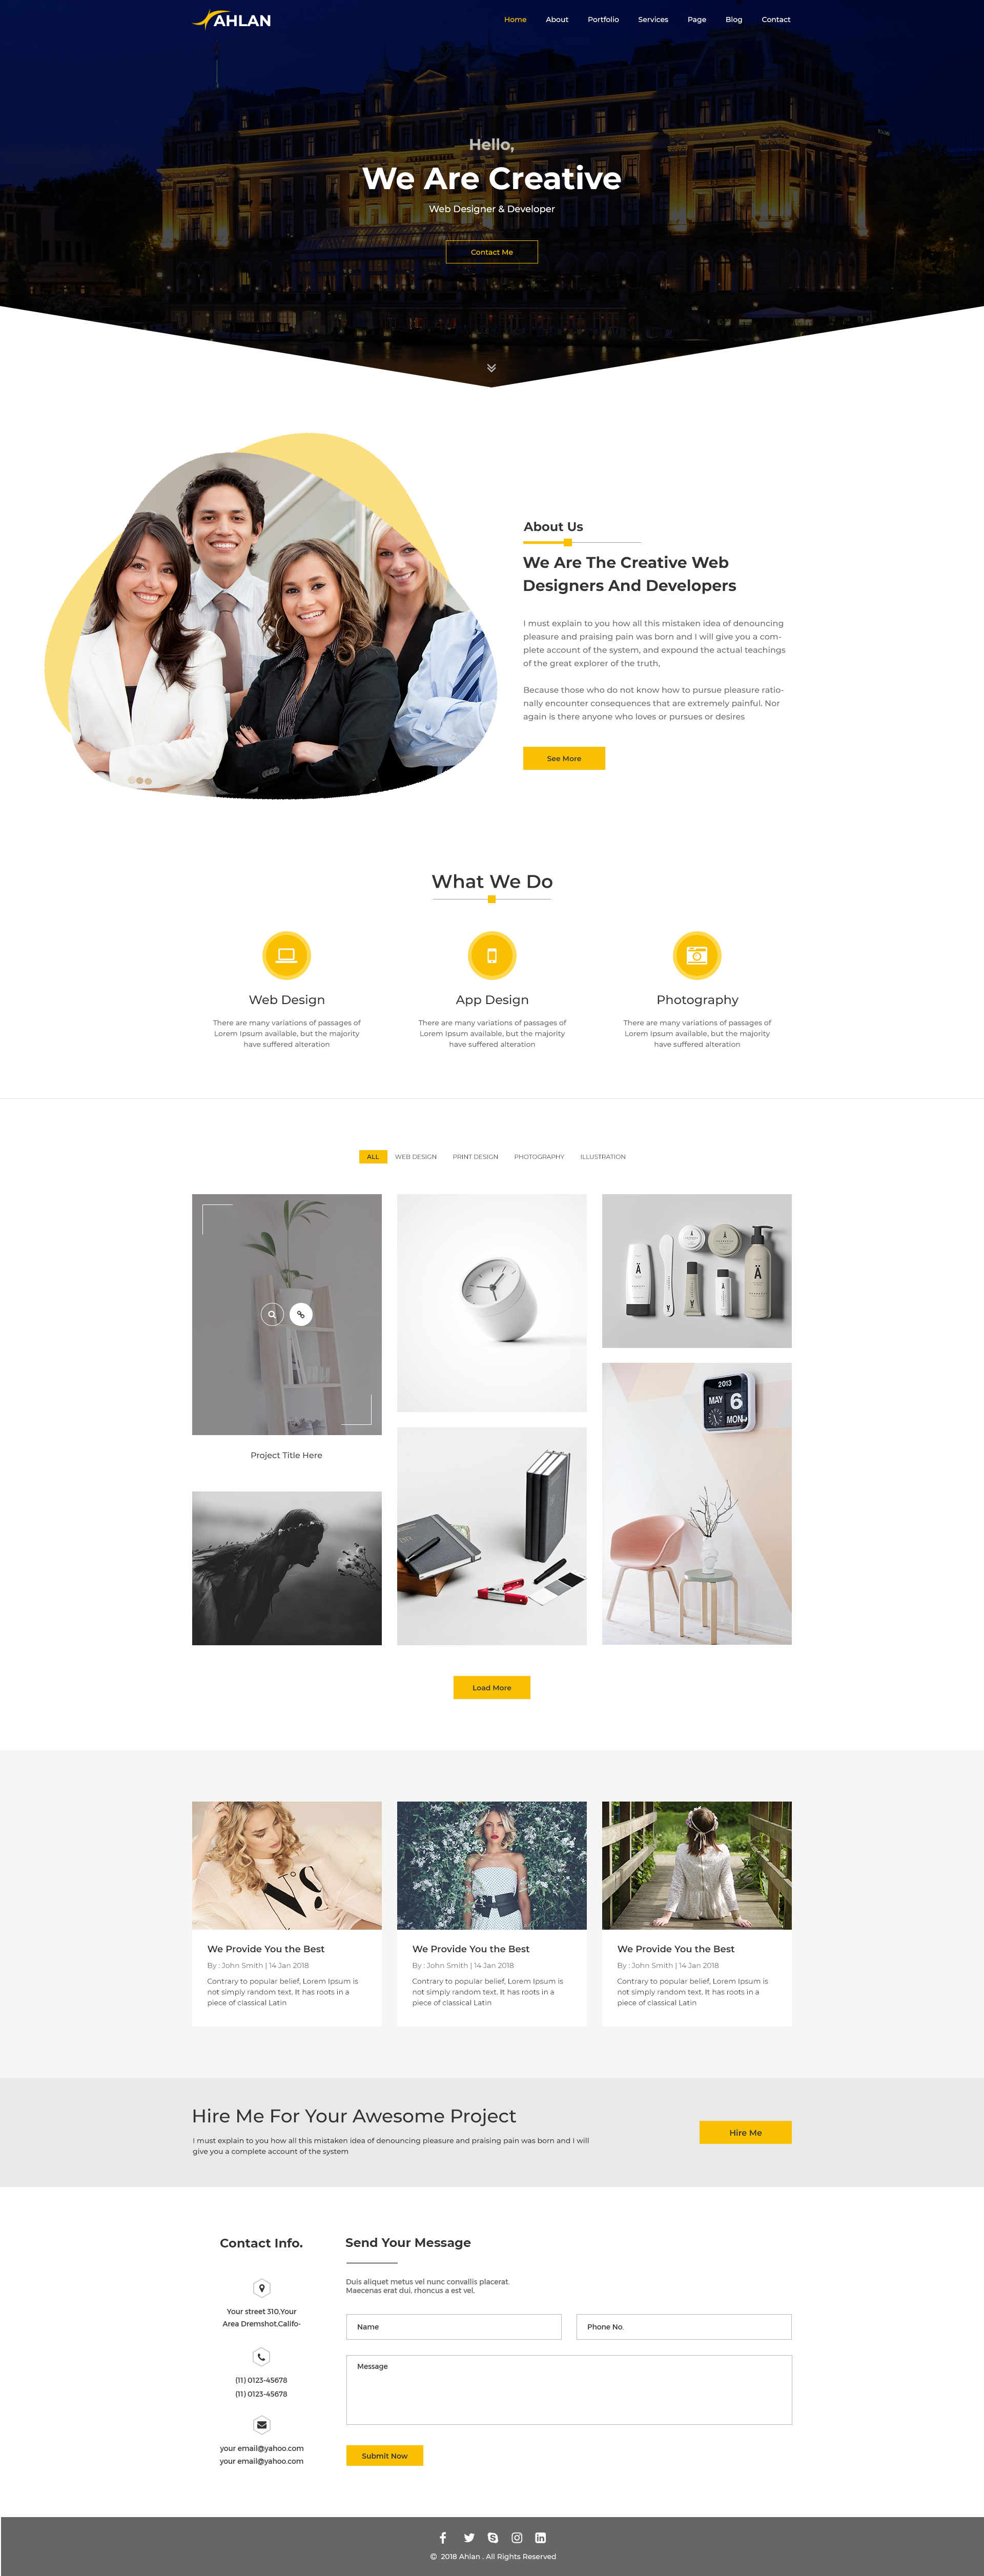 AHLAN
Home About Portfolio Services Page Blog Contact
Hello,
We Are Creative
Web Designer & Developer
Contact Me
About Us
We Are The Creative Web
Designers And Developers
I must explain to you how all this mistaken idea of denouncing
pleasure and praising pain was born and I will give you a com-
plete account of the system, and expound the actual teachings
of the great explorer of the truth,
Because those who do not know how to pursue pleasure ratio-
nally encounter consequences that are extremely painful. Nor
again is there anyone who loves or pursues or desires
See More
What We Do
Web Design
There are many variations of passages of
Lorem Ipsum available, but the majority
have suffered alteration
App Design
There are many variations of passages of
Lorem Ipsum available, but the majority
have suffered alteration
Photography
There are many variations of passages of
Lorem Ipsum available, but the majority
have suffered alteration
ALL WEB DESIGN PRINT DESIGN PHOTOGRAPHY ILLUSTRATION
Ä
Ä
2013
MAY 6
MON
Project Title Here
Load More
We Provide You the Best
By : John Smith | 14 Jan 2018
Contrary to popular belief, Lorem Ipsum is
not simply random text. It has roots in a
piece of classical Latin
We Provide You the Best
By : John Smith | 14 Jan 2018
Contrary to popular belief, Lorem Ipsum is
not simply random text. It has roots in a
piece of classical Latin
We Provide You the Best
By : John Smith | 14 Jan 2018
Contrary to popular belief, Lorem Ipsum is
not simply random text. It has roots in a
piece of classical Latin
Hire Me For Your Awesome Project
I must explain to you how all this mistaken idea of denouncing pleasure and praising pain was born and I will
give you a complete account of the system
Hire Me
Contact Info.
Your street 310,Your
Area Dremshot,Califo-
(11) 0123-45678
(11) 0123-45678
your email@yahoo.com
your email@yahoo.com
Send Your Message
Duis aliquet metus vel nunc convallis placerat.
Maecenas erat dui, rhoncus a est vel,
Name
Phone No.
Message
Submit Now
© 2018 Ahlan . All Rights Reserved